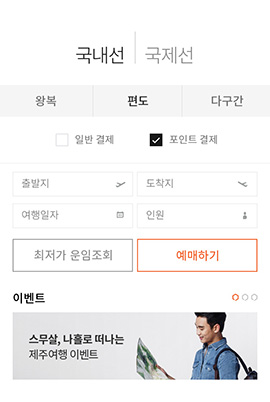 국내선 국제선
왕복 편도 다구간
일반 결제 포인트 결제
출발지 도착지
여행일자 인원
최저가 운임조회 예매하기
이벤트
스무살, 나홀로 떠나는
제주여행 이벤트